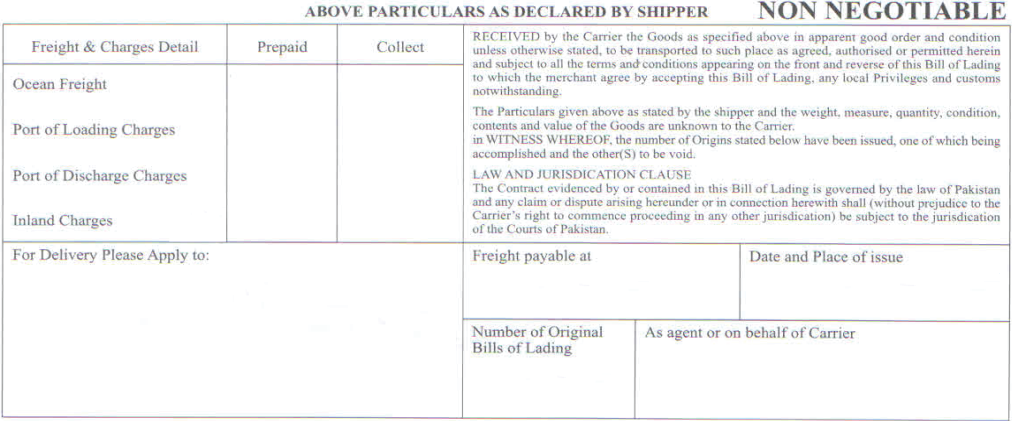 ABOVE PARTICULARS AS DECLARED BY SHIPPER NON NEGOTIABLE
Freight & Charges Detail Prepaid Collect
Ocean Freight
Port of Loading Charges
Port of Discharge Charges
Inland Charges
RECEIVED by the Carrier the Goods as specified above in apparent good order and condition
unless otherwise stated, to be transported to such place as agreed, authorised or permitted herein
and subject to all the terms and conditions appearing on the front and reverse of this Bill of Lading
to which the merchant agree by accepting this Bill of Lading, any local Privileges and customs
notwithstanding.
The Particulars given above as stated by the shipper and the weight, measure, quantity, condition,
contents and value of the Goods are unknown to the Carrier.
in WITNESS WHEREOF, the number of Origins stated below have been issued, one of which being
accomplished and the other(S) to be void.
LAW AND JURISDICATION CLAUSE
The Contract evidenced by or contained in this Bill of Lading is governed by the law of Pakistan
and any claim or dispute arising hereunder or in connection herewith shall (without prejudice to the
Carrier's right to commence proceeding in any other jurisdiction) be subject to the jurisdication
of the Courts of Pakistan.
For Delivery Please Apply to:
Freight payable at
Date and Place of issue
Number of Original
Bills of Lading
As agent or on behalf of Carrier